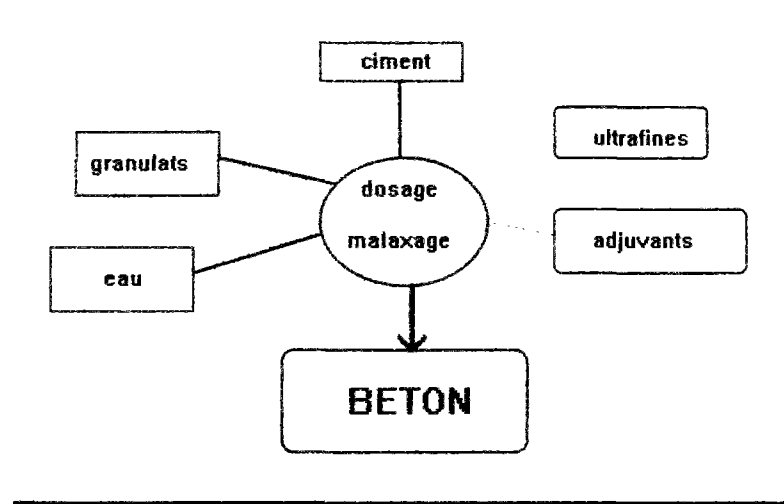 ciment
ultrafines
granulats
dosage
malaxage
adjuvants
eau
BETON